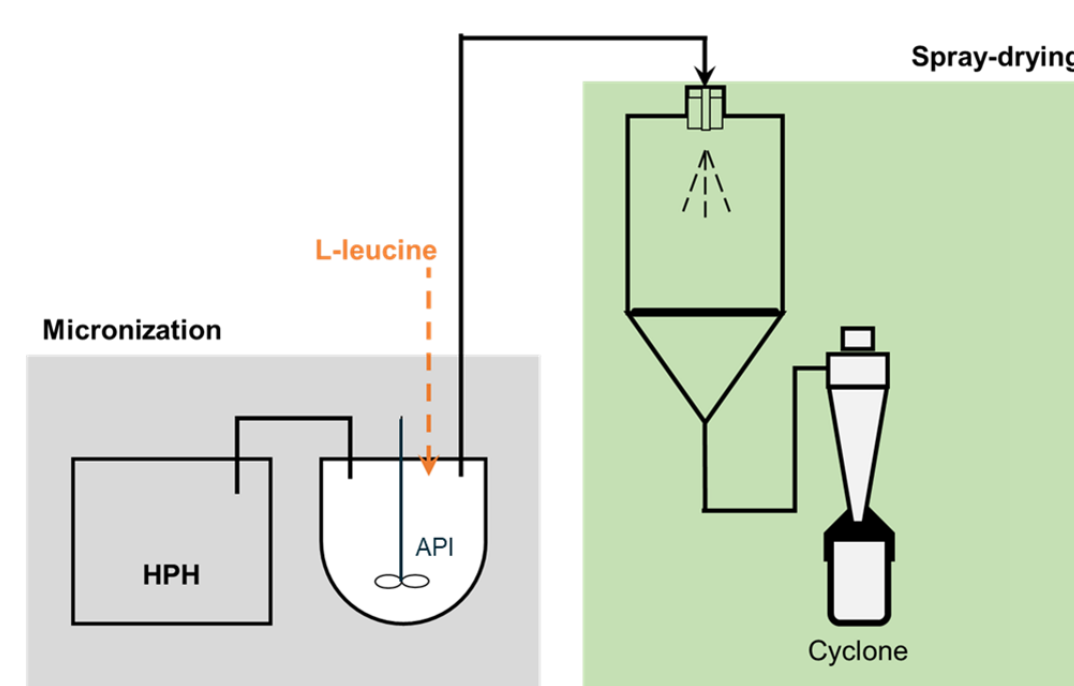 Spray-drying
L-leucine
Micronization
API
HPH
Cyclone